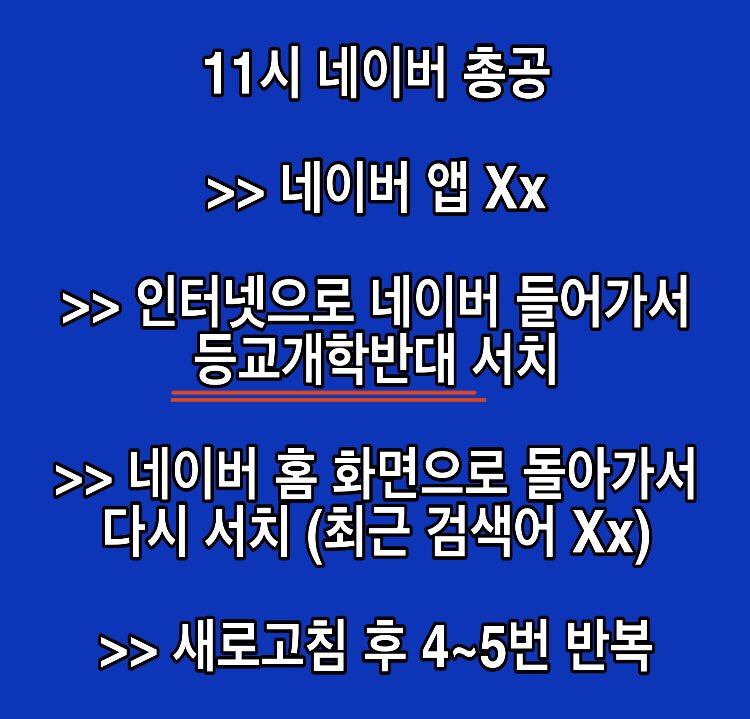 11시 네이버 총공
>> 네이버 앱 Xx
>> 인터넷으로 네이버 들어가서
등교개학반대 서치
>> 네이버 홈 화면으로 돌아가서
다시 서치 (최근 검색어 Xx)
>> 새로고침 후 4~5번 반복